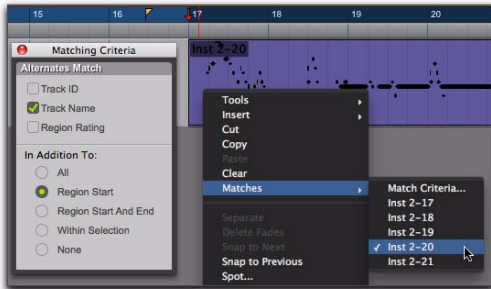 15 16 17 18 19 20
Matching Criteria
Alternates Match
Track ID
Track Name
Region Rating
In Addition To:
All
Region Start
Region Start And End
Within Selection
None
Inst 2-20
Tools
Insert
Cut
Copy
Paste
Clear
Matches
Separate
Delete Fades
Snap to Next
Snap to Previous
Spot...
Match Criteria...
Inst 2-17
Inst 2-18
Inst 2-19
Inst 2-20
Inst 2-21